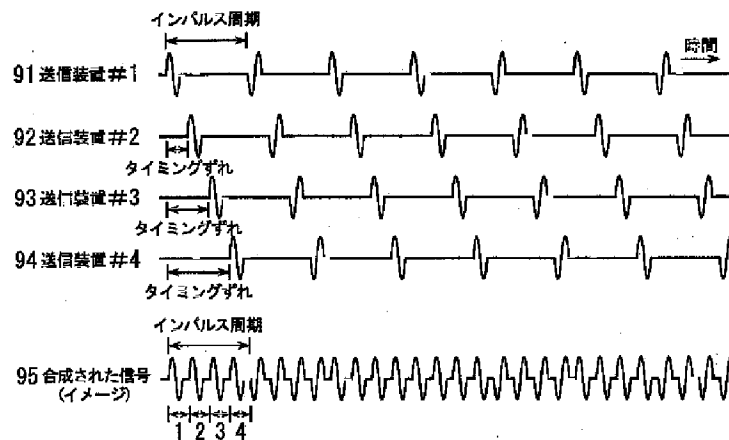 インパルス周期
時間
91 送信装置#1
92 送信装置#2
タイミングずれ
93 送信装置#3
タイミングずれ
94 送信装置#4
タイミングずれ
インパルス周期
95 合成された信号
(イメージ)
1 2 3 4